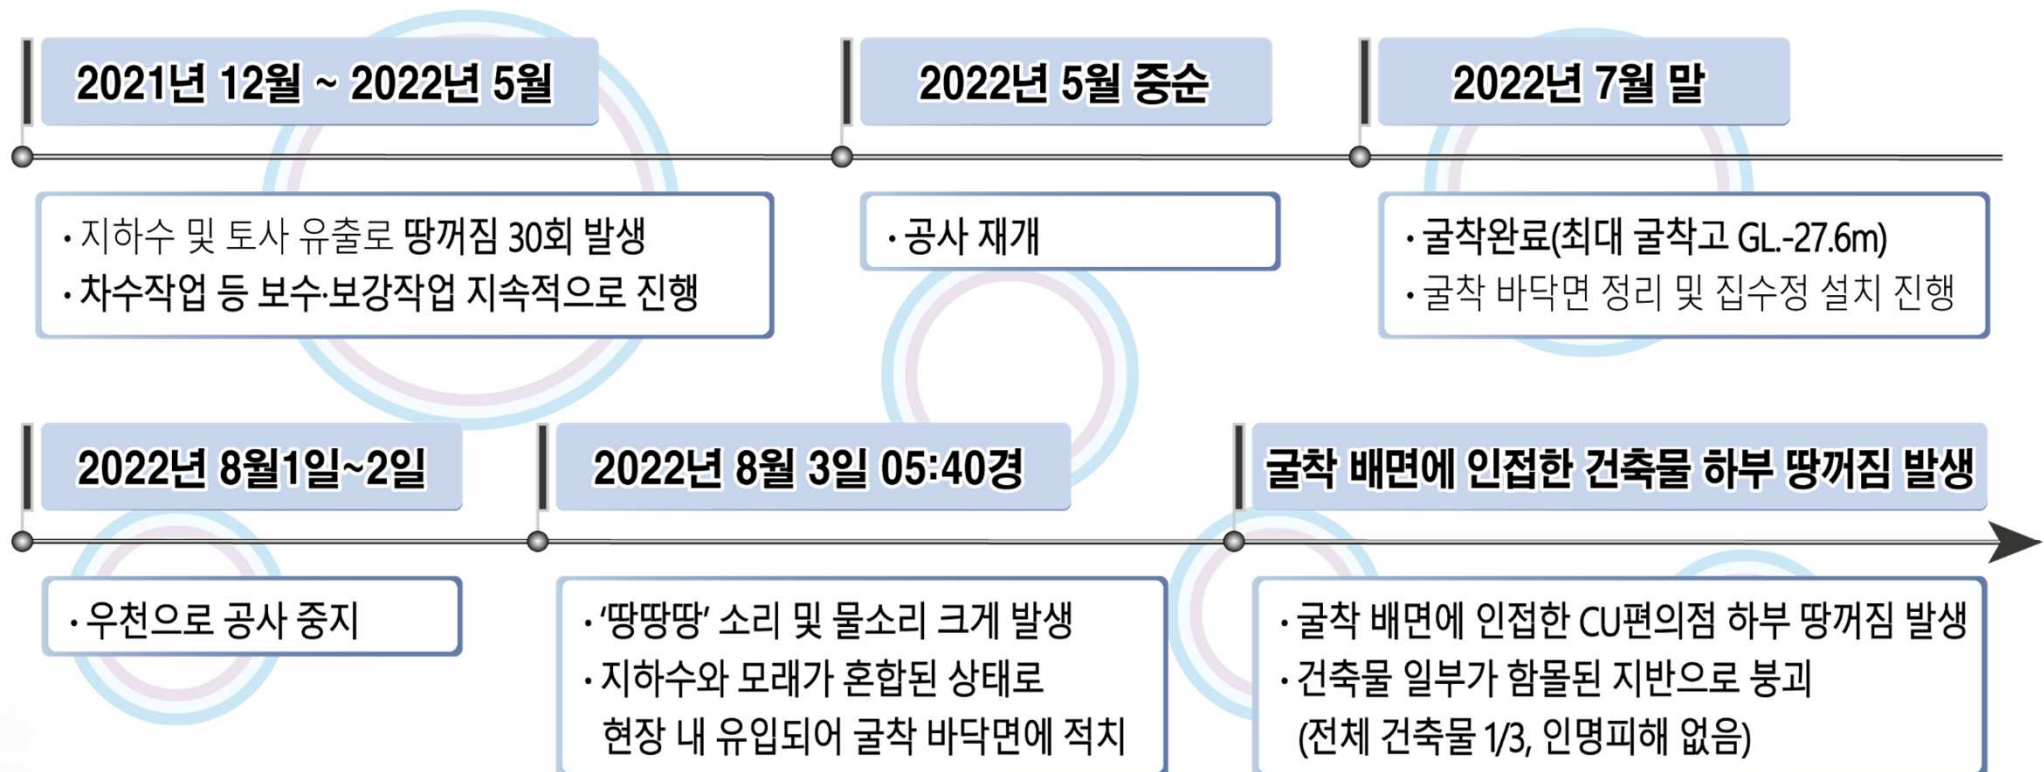 2021년 12월 ~ 2022년 5월
· 지하수 및 토사 유출로 땅꺼짐 30회 발생
· 차수작업 등 보수·보강작업 지속적으로 진행
2022년 5월 중순
· 공사 재개
2022년 7월 말
· 굴착완료(최대 굴착고 GL.-27.6m)
· 굴착 바닥면 정리 및 집수정 설치 진행
2022년 8월1일~2일
· 우천으로 공사 중지
2022년 8월 3일 05:40경
· ‘땅땅땅’ 소리 및 물소리 크게 발생
· 지하수와 모래가 혼합된 상태로
현장 내 유입되어 굴착 바닥면에 적치
굴착 배면에 인접한 건축물 하부 땅꺼짐 발생
· 굴착 배면에 인접한 CU편의점 하부 땅꺼짐 발생
· 건축물 일부가 함몰된 지반으로 붕괴
(전체 건축물 1/3, 인명피해 없음)